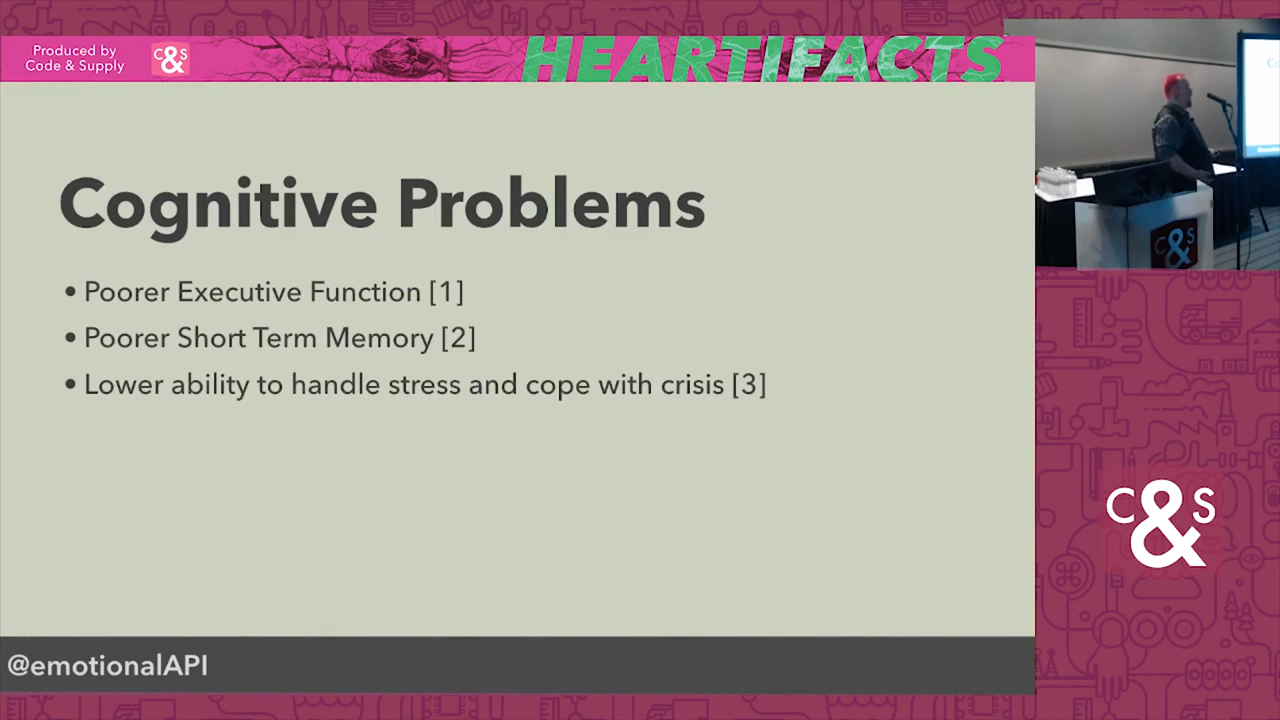 Produced by
Code & Supply
C&S
HEARTIFACTS
Cognitive Problems
• Poorer Executive Function [1]
• Poorer Short Term Memory [2]
• Lower ability to handle stress and cope with crisis [3]
@emotionalAPI
C&S
C&S